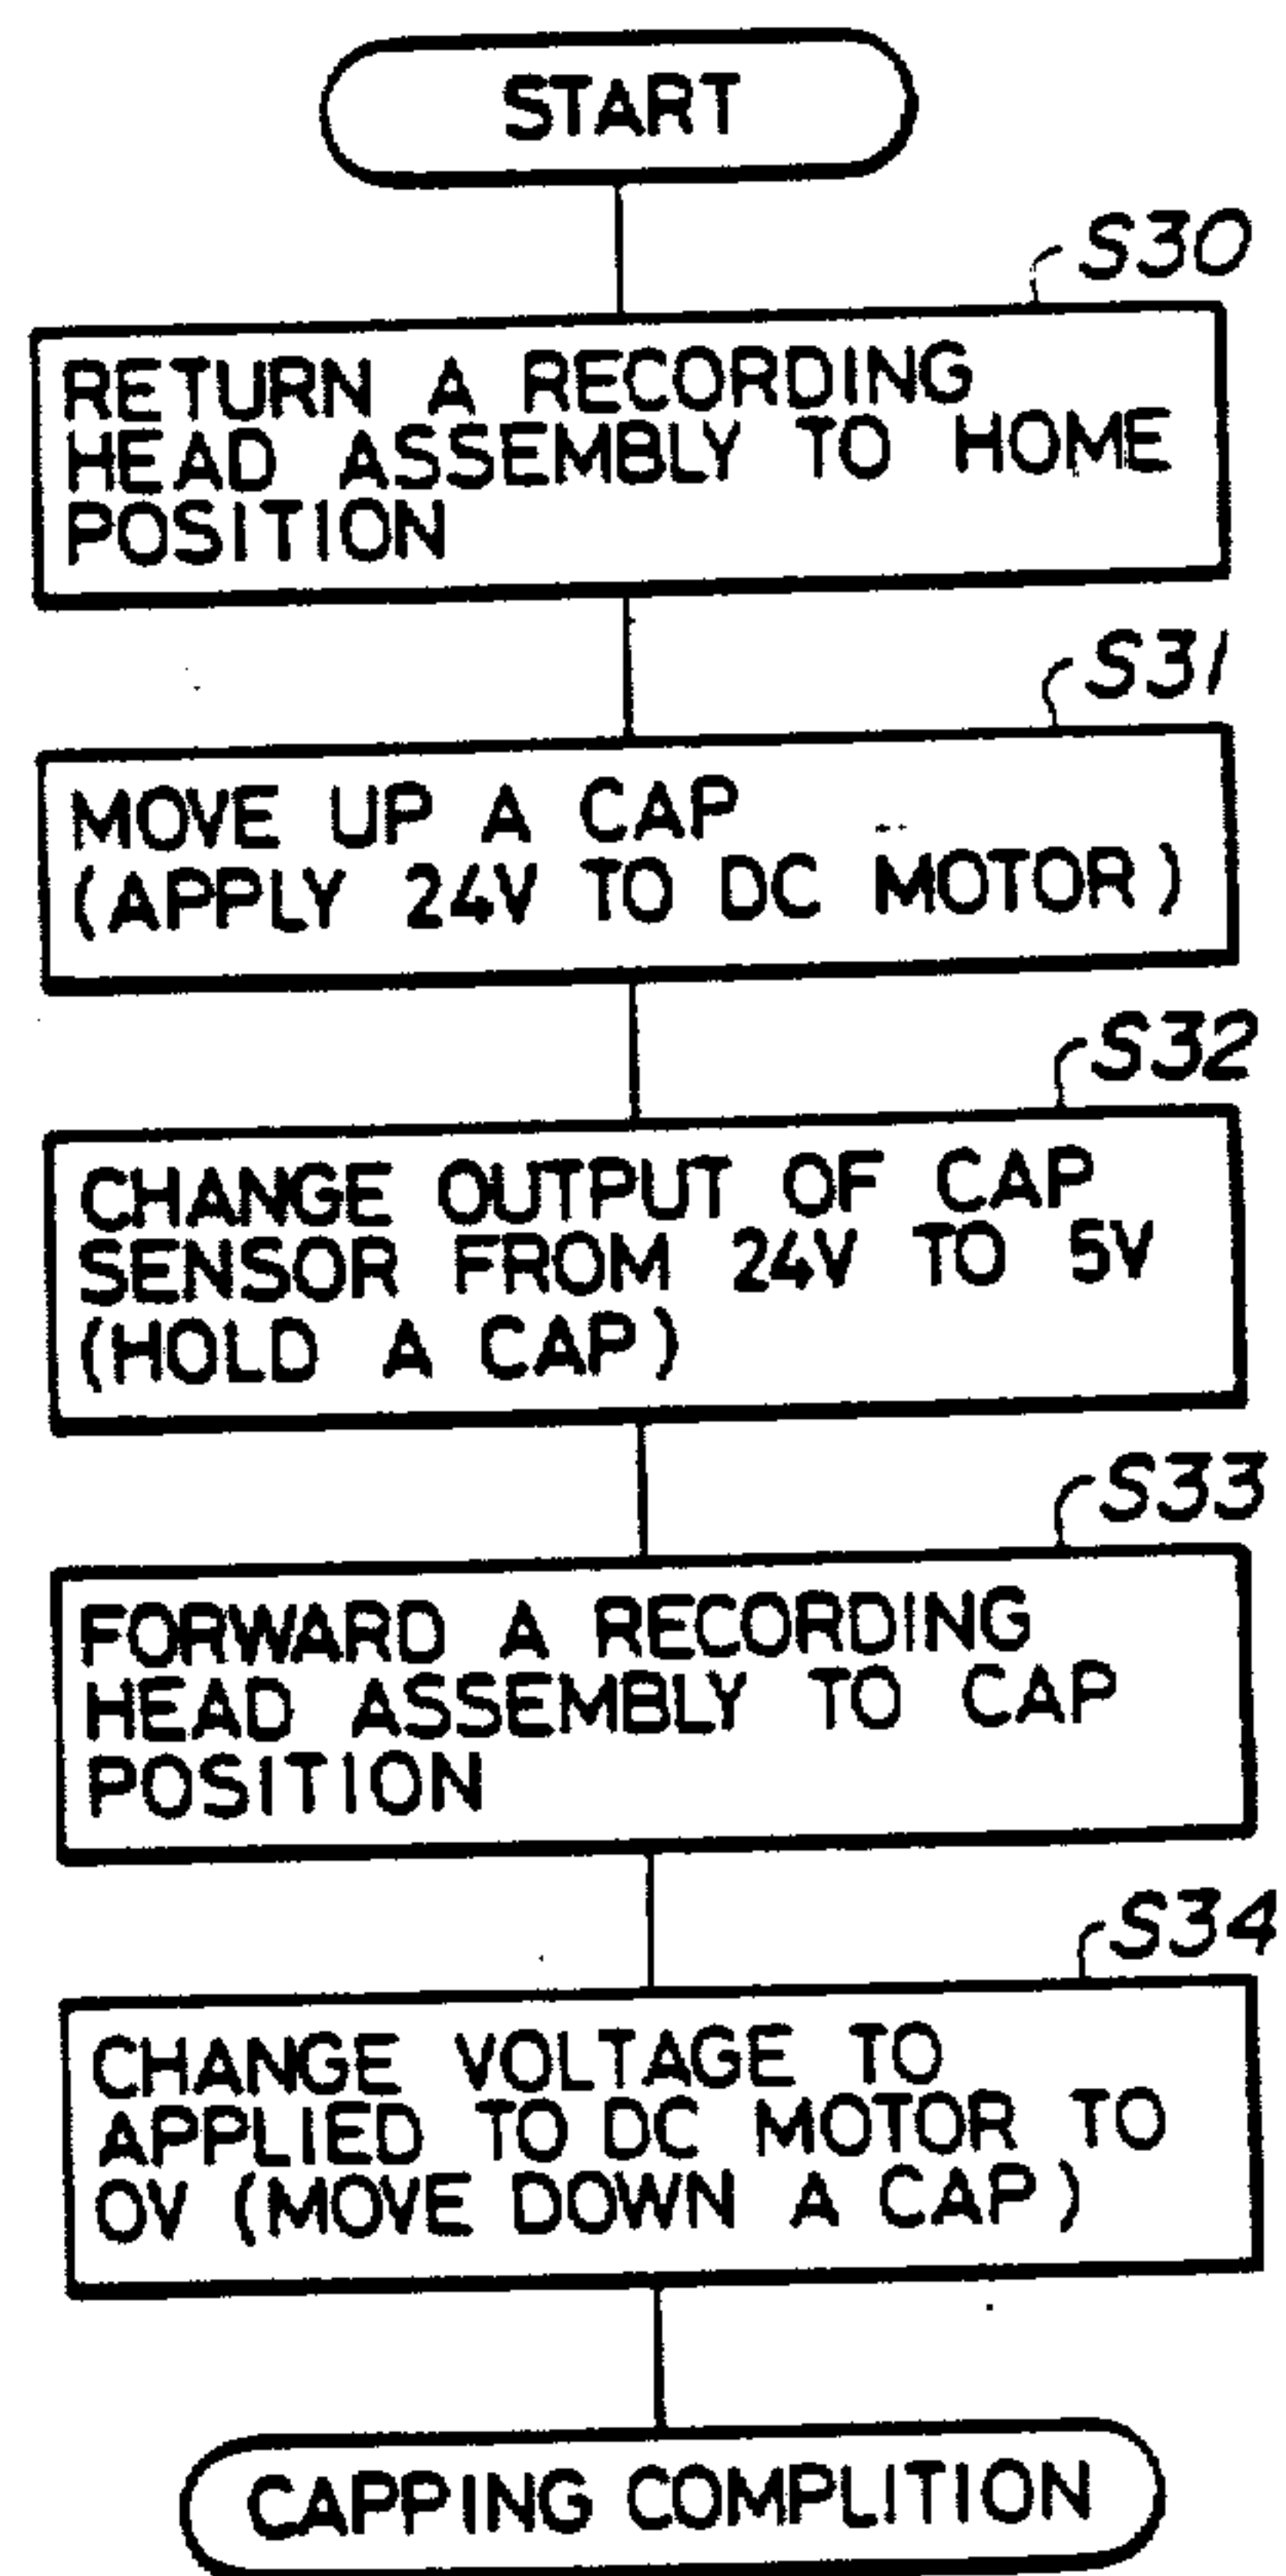 START
S30
RETURN A RECORDING
HEAD ASSEMBLY TO HOME
POSITION
S31
MOVE UP A CAP
(APPLY 24V TO DC MOTOR)
S32
CHANGE OUTPUT OF CAP
SENSOR FROM 24V TO 5V
(HOLD A CAP)
S33
FORWARD A RECORDING
HEAD ASSEMBLY TO CAP
POSITION
S34
CHANGE VOLTAGE TO
APPLIED TO DC MOTOR TO
0V (MOVE DOWN A CAP)
CAPPING COMPLITION